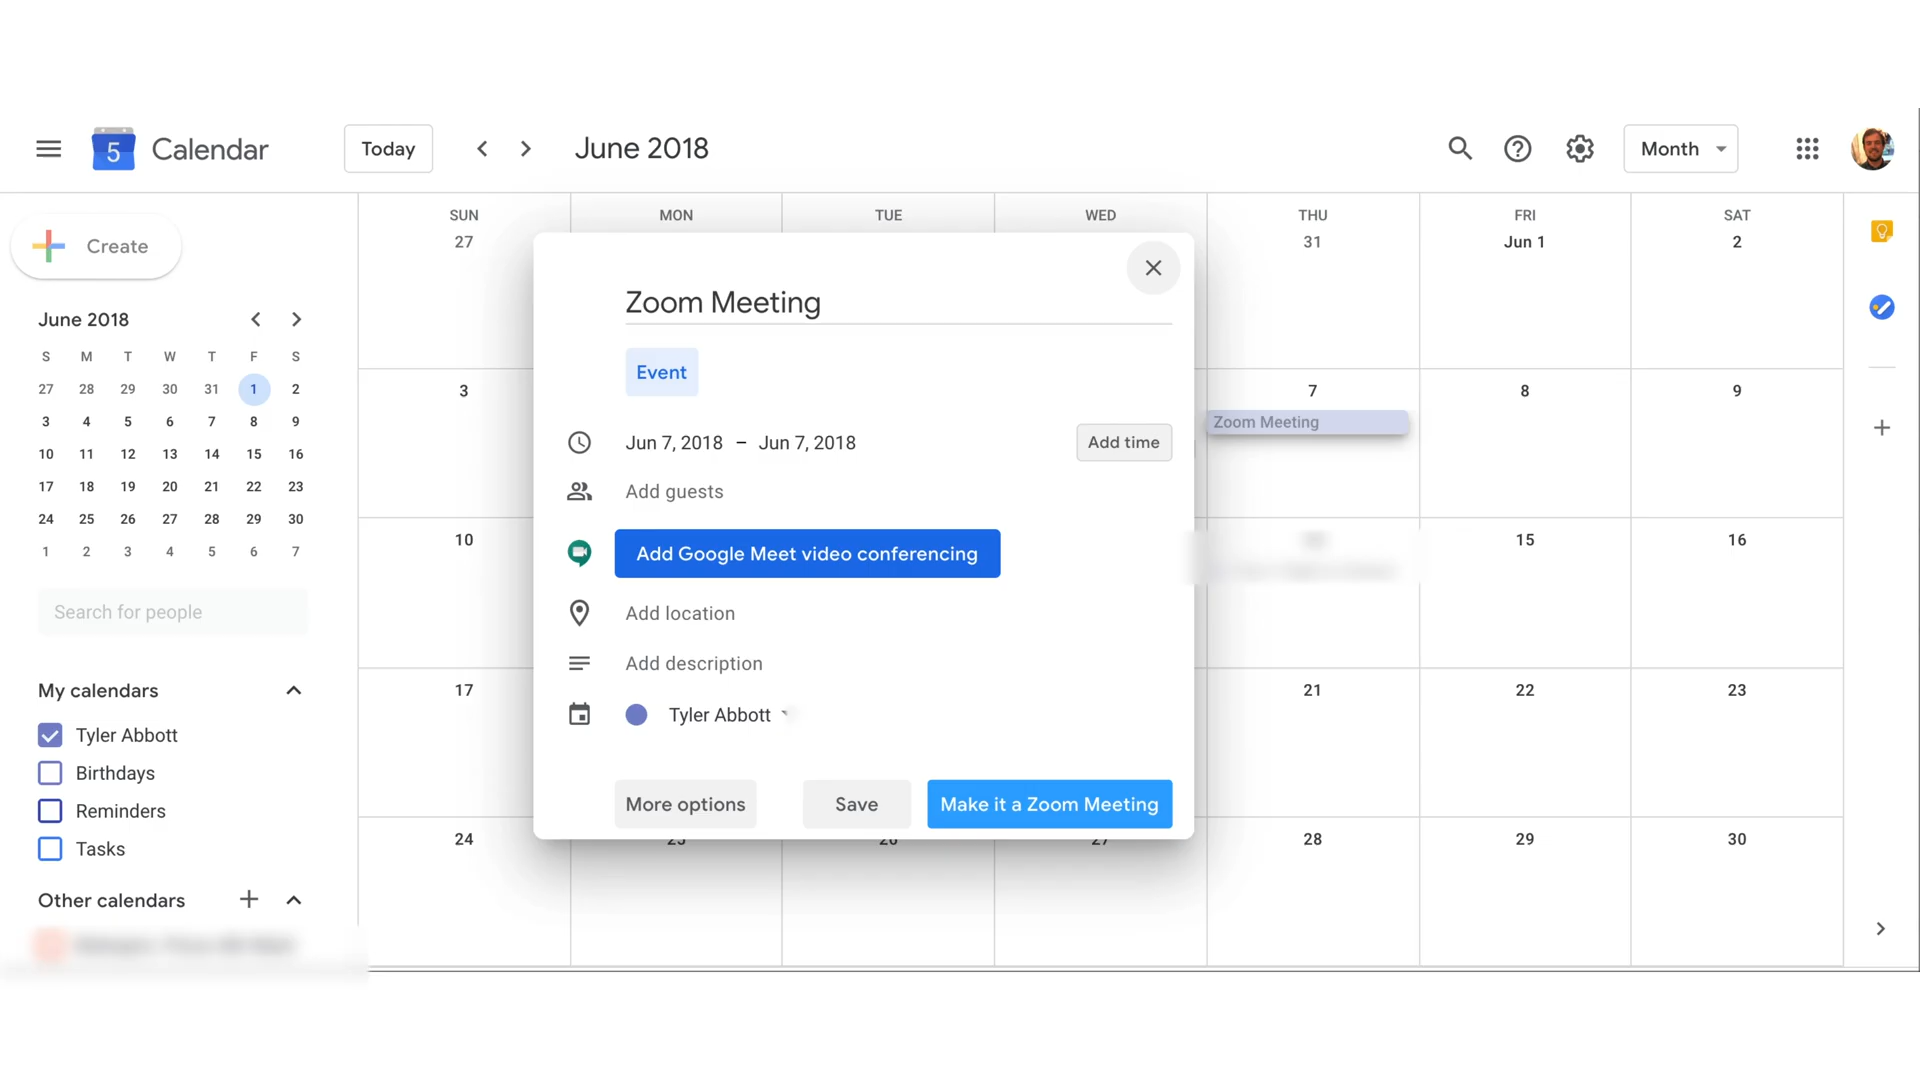 5 Calendar Today June 2018 Month
Create
June 2018
S M T W T F S
27 28 29 30 31 1 2
3 4 5 6 7 8 9
10 11 12 13 14 15 16
17 18 19 20 21 22 23
24 25 26 27 28 29 30
1 2 3 4 5 6 7
Search for people
My calendars
Tyler Abbott
Birthdays
Reminders
Tasks
Other calendars
SUN MON TUE WED THU FRI SAT
27 31 Jun 1 2
3 7 8 9
Zoom Meeting
10 15 16
17 21 22 23
24 25 26 27 28 29 30
Zoom Meeting
Event
Jun 7, 2018 – Jun 7, 2018 Add time
Add guests
Add Google Meet video conferencing
Add location
Add description
Tyler Abbott
More options Save Make it a Zoom Meeting